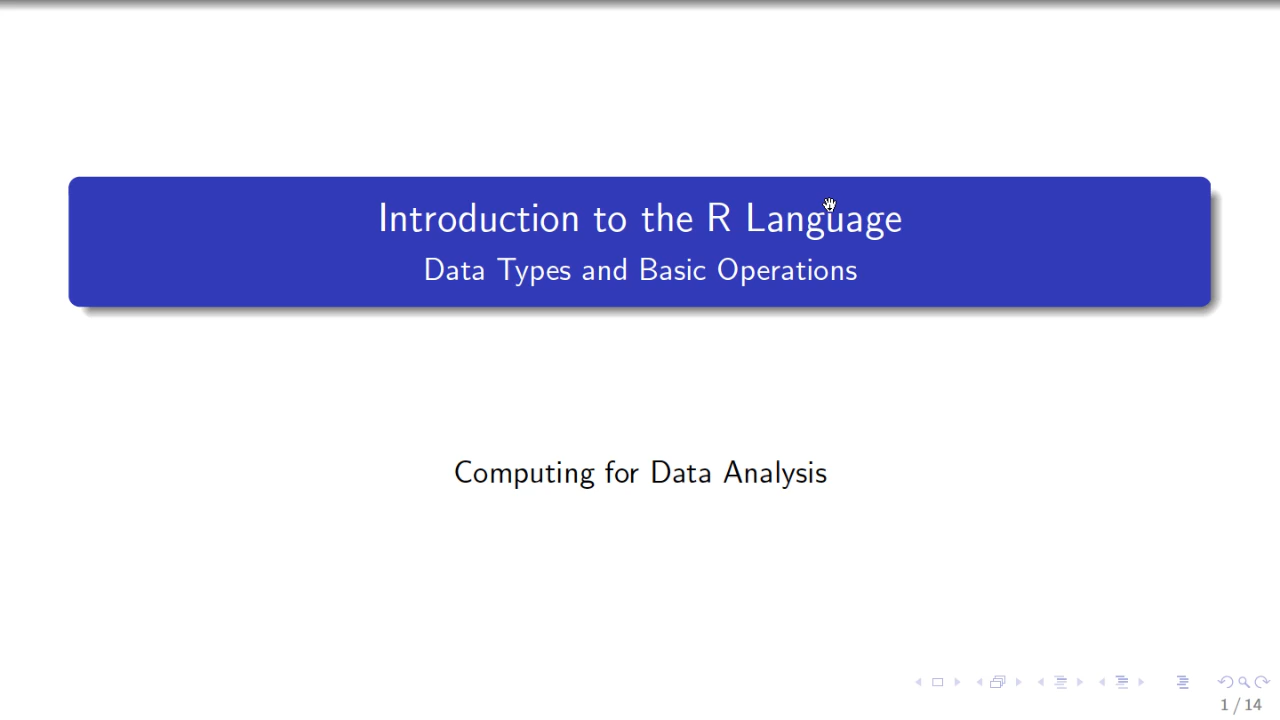 Introduction to the R Language
Data Types and Basic Operations
Computing for Data Analysis
1 / 14